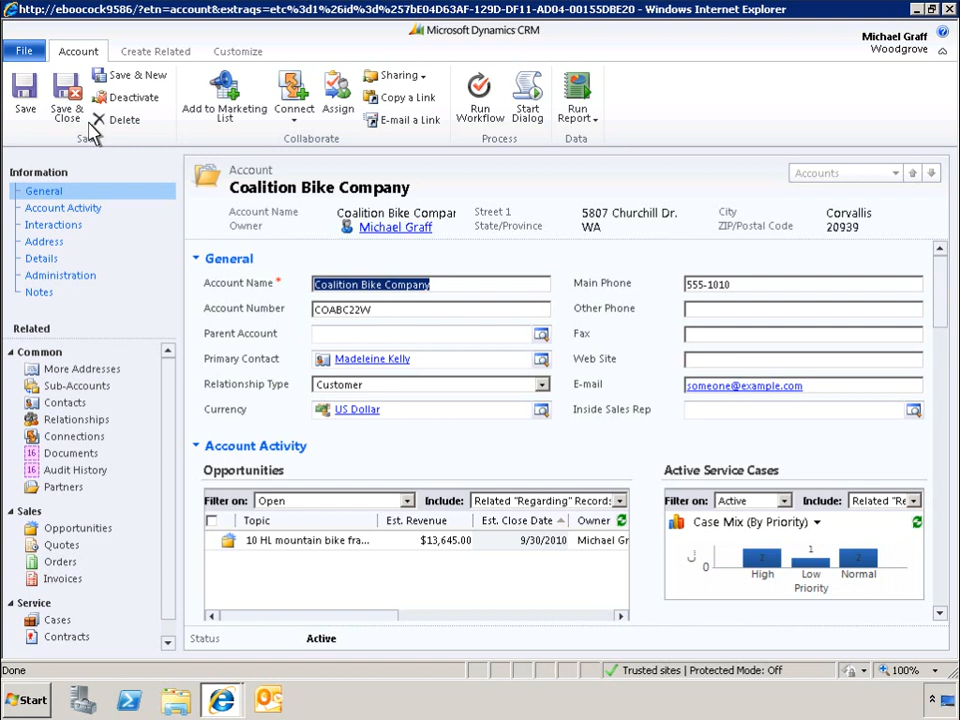 http://eboocock9586/?etn=account&extraqs=etc%3d1%26id%3d%257be04D63AF-129D-DF11-AD04-00155DBE20 - Windows Internet Explorer
Microsoft Dynamics CRM
Michael Graff
Woodgrove
File
Account
Create Related
Customize
Save
Save & Close
Save & New
Deactivate
Delete
Add to Marketing List
Connect
Assign
Sharing
Copy a Link
E-mail a Link
Run Workflow
Start Dialog
Run Report
Collaborate
Process
Data
Information
General
Account Activity
Interactions
Address
Details
Administration
Notes
Related
Common
More Addresses
Sub-Accounts
Contacts
Relationships
Connections
16 Documents
16 Audit History
Partners
Sales
Opportunities
Quotes
Orders
Invoices
Service
Cases
Contracts
Account
Coalition Bike Company
Accounts
Account Name Coalition Bike Compar Street 1 5807 Churchill Dr. City Corvallis
Owner Michael Graff State/Province WA ZIP/Postal Code 20939
General
Account Name * Coalition Bike Company Main Phone 555-1010
Account Number COABC22W Other Phone
Parent Account Fax
Primary Contact Madeleine Kelly Web Site
Relationship Type Customer E-mail someone@example.com
Currency US Dollar Inside Sales Rep
Account Activity
Opportunities
Filter on: Open Include: Related "Regarding" Record:
Topic Est. Revenue Est. Close Date Owner
10 HL mountain bike fra... $13,645.00 9/30/2010 Michael Gr
Active Service Cases
Filter on: Active Include: Related "Re
Case Mix (By Priority)
C...
0
2 1 2
High Low Normal
Priority
Status Active
Done
Trusted sites | Protected Mode: Off
100%
Start